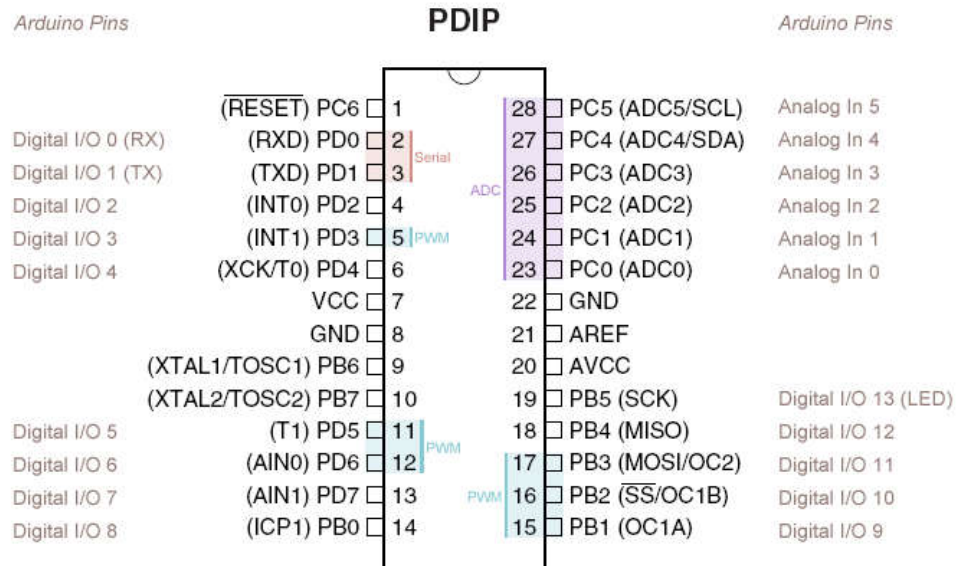 Arduino Pins PDIP Arduino Pins
(RESET) PC6 1 28 PC5 (ADC5/SCL) Analog In 5
Digital I/O 0 (RX) (RXD) PD0 2 27 PC4 (ADC4/SDA) Analog In 4
Serial
Digital I/O 1 (TX) (TXD) PD1 3 26 PC3 (ADC3) Analog In 3
ADC
Digital I/O 2 (INT0) PD2 4 25 PC2 (ADC2) Analog In 2
Digital I/O 3 (INT1) PD3 5 PWM 24 PC1 (ADC1) Analog In 1
Digital I/O 4 (XCK/T0) PD4 6 23 PC0 (ADC0) Analog In 0
VCC 7 22 GND
GND 8 21 AREF
(XTAL1/TOSC1) PB6 9 20 AVCC
(XTAL2/TOSC2) PB7 10 19 PB5 (SCK) Digital I/O 13 (LED)
Digital I/O 5 (T1) PD5 11 18 PB4 (MISO) Digital I/O 12
PWM
Digital I/O 6 (AIN0) PD6 12 17 PB3 (MOSI/OC2) Digital I/O 11
Digital I/O 7 (AIN1) PD7 13 PWM 16 PB2 (SS/OC1B) Digital I/O 10
Digital I/O 8 (ICP1) PB0 14 15 PB1 (OC1A) Digital I/O 9